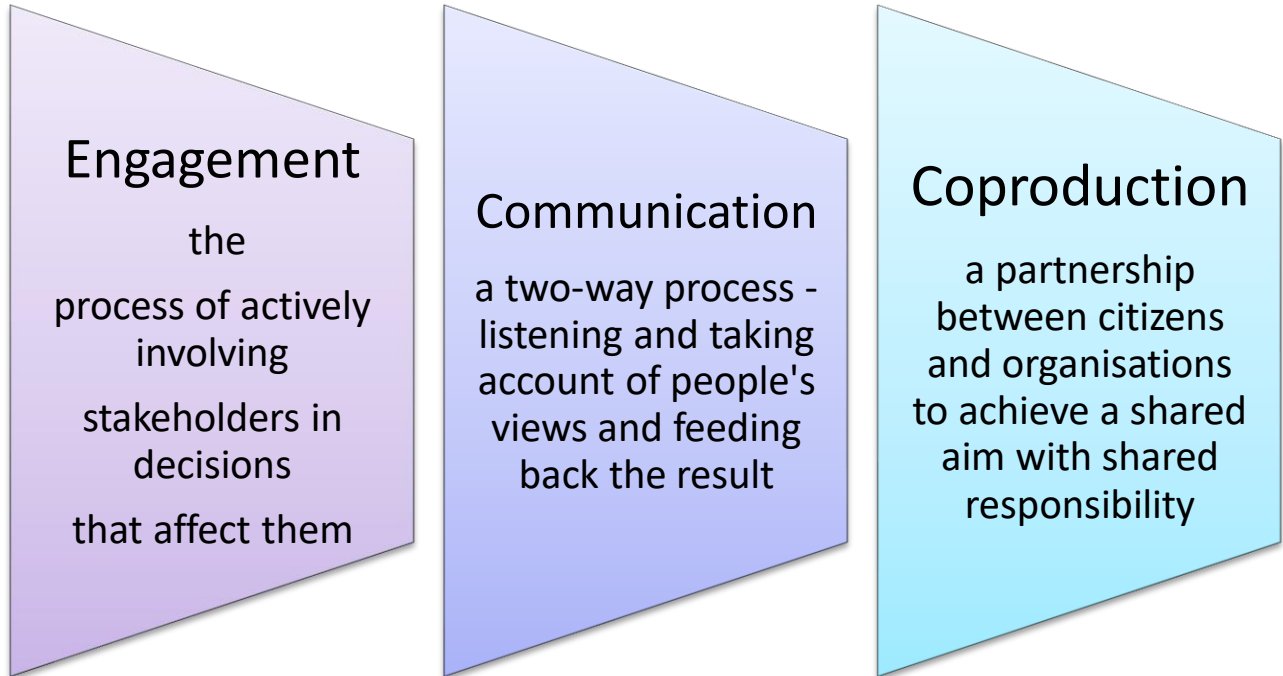 Engagement
the
process of actively
involving
stakeholders in
decisions
that affect them
Communication
a two-way process -
listening and taking
account of people's
views and feeding
back the result
Coproduction
a partnership
between citizens
and organisations
to achieve a shared
aim with shared
responsibility